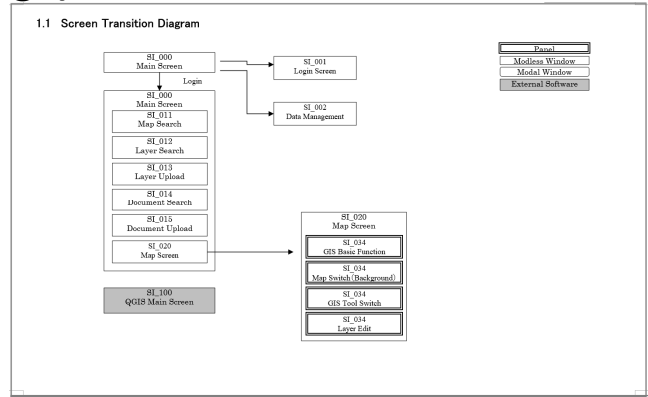 1.1 Screen Transition Diagram
SI_000
Main Screen
Login
SI_000
Main Screen
SI_011
Map Search
SI_012
Layer Search
SI_013
Layer Upload
SI_014
Document Search
SI_015
Document Upload
SI_020
Map Screen
SI_100
QGIS Main Screen
SI_001
Login Screen
SI_002
Data Management
SI_020
Map Screen
SI_034
GIS Basic Function
SI_034
Map Switch(Background)
SI_034
GIS Tool Switch
SI_034
Layer Edit
Panel
Modless Window
Modal Window
External Software